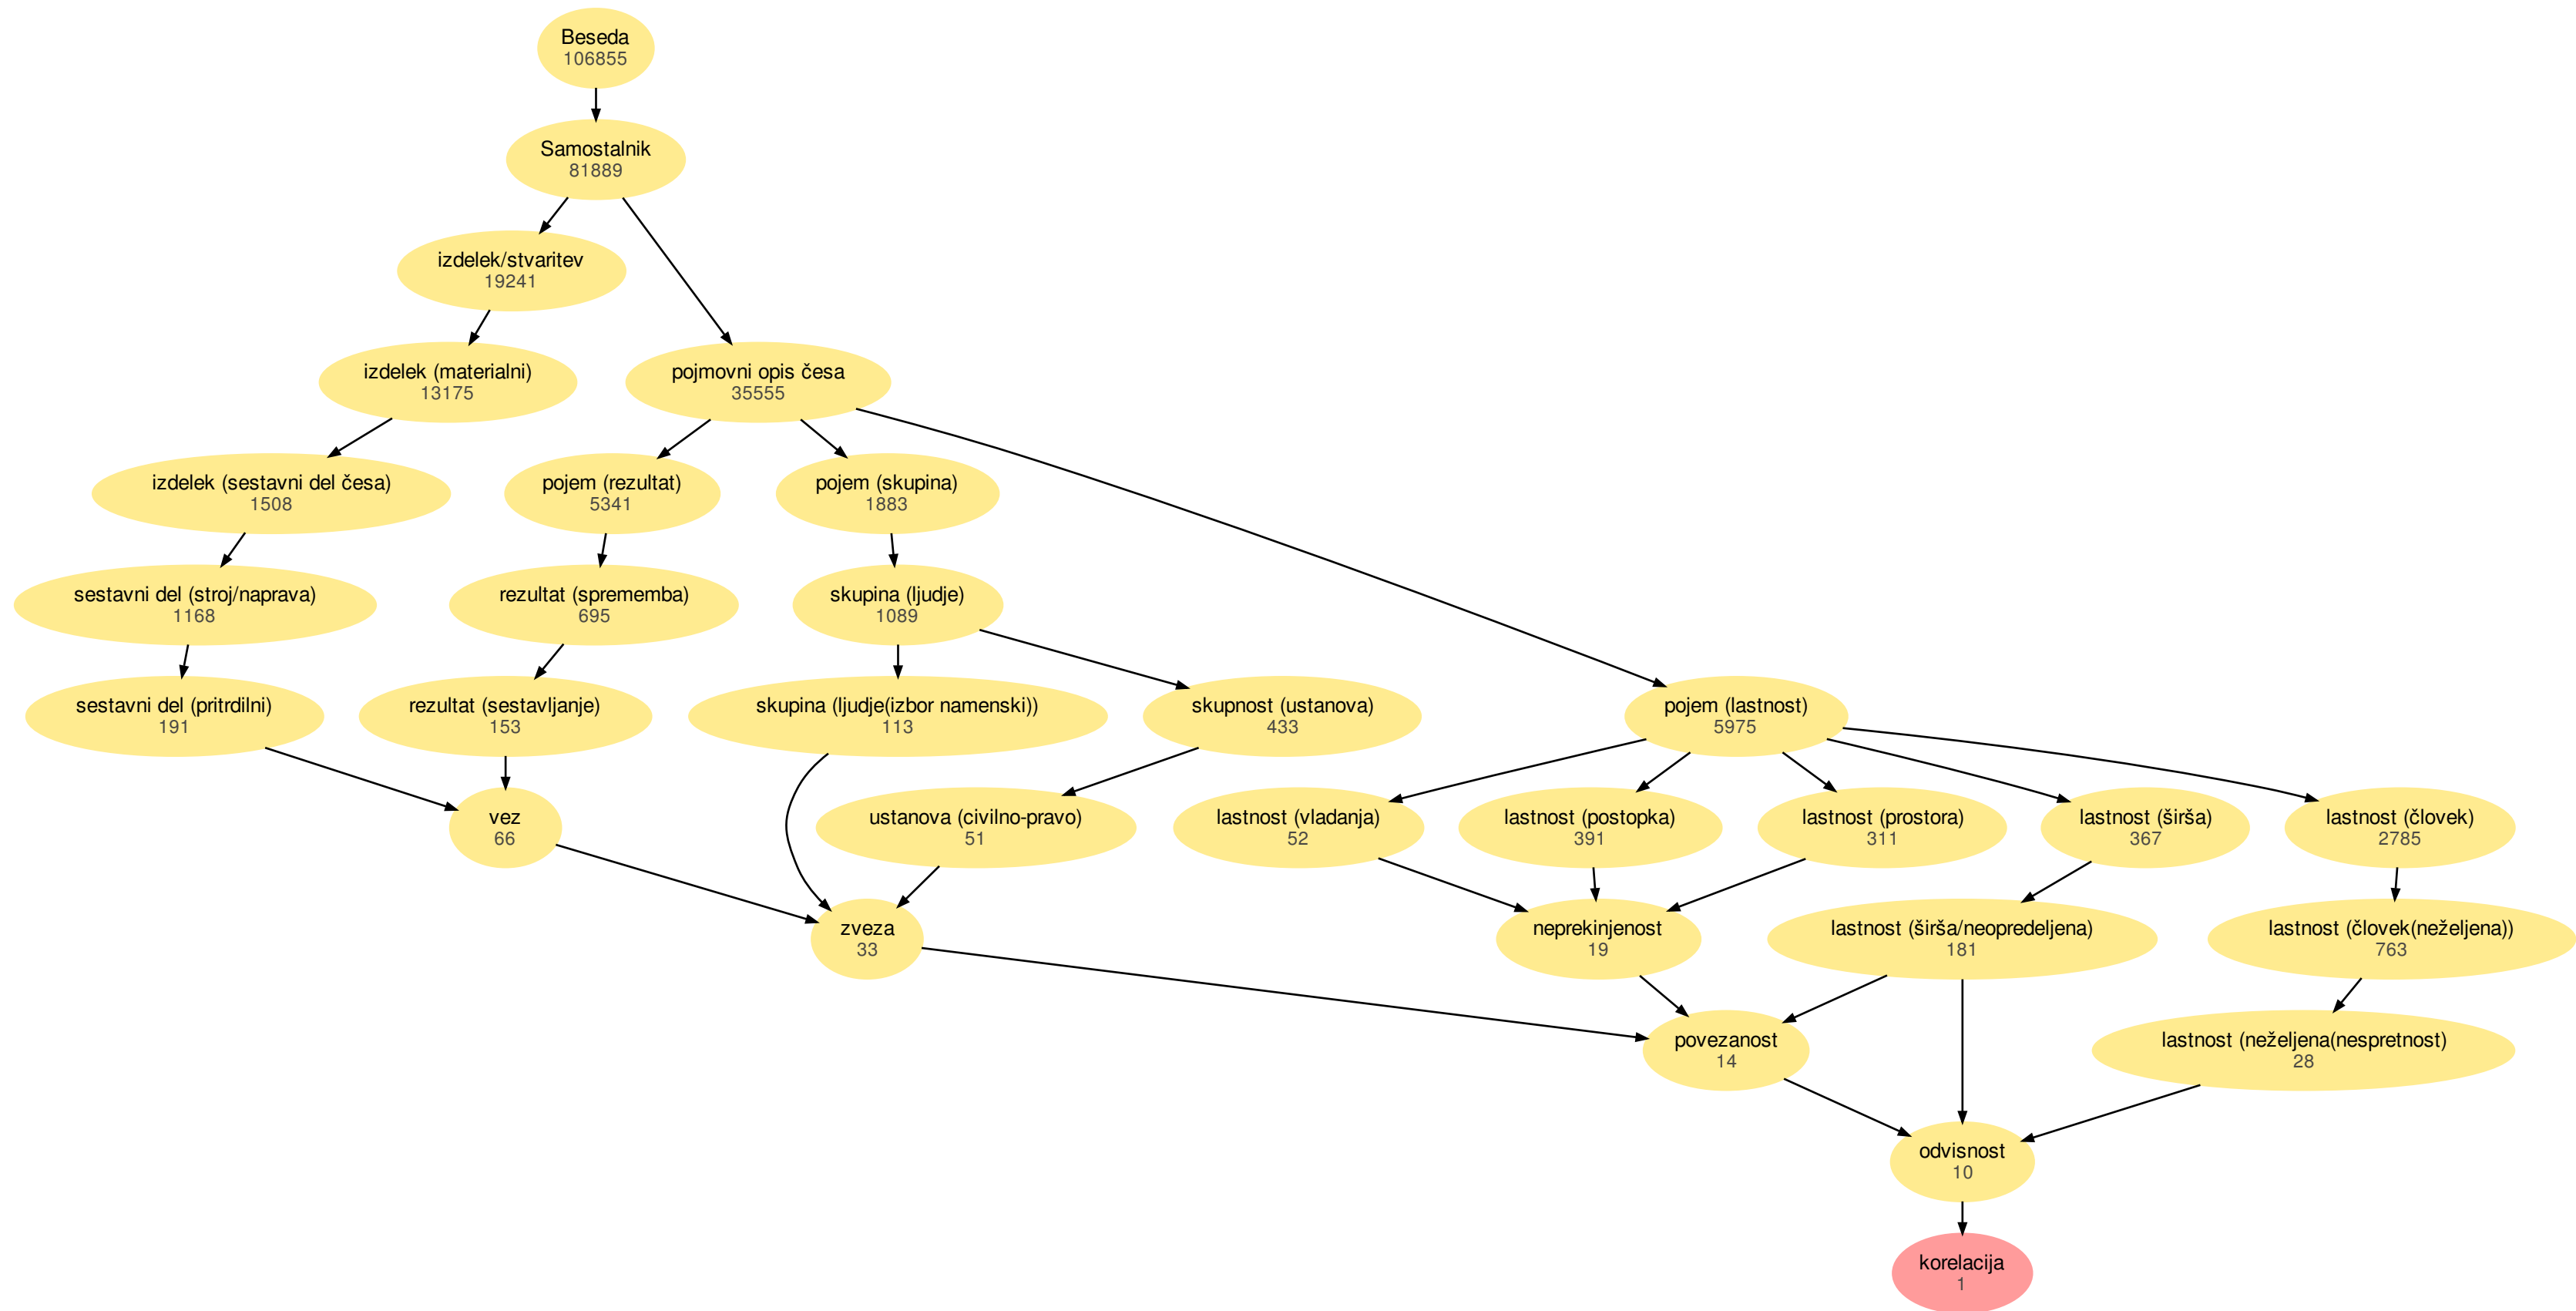 Beseda
106855
Samostalnik
81889
izdelek/stvaritev
19241
izdelek (materialni)
13175
pojmovni opis česa
35555
izdelek (sestavni del česa)
1508
pojem (rezultat)
5341
pojem (skupina)
1883
sestavni del (stroj/naprava)
1168
rezultat (sprememba)
695
skupina (ljudje)
1089
sestavni del (pritrdilni)
191
rezultat (sestavljanje)
153
skupina (ljudje(izbor namenski))
113
skupnost (ustanova)
433
pojem (lastnost)
5975
vez
66
ustanova (civilno-pravo)
51
lastnost (vladanja)
52
lastnost (postopka)
391
lastnost (prostora)
311
lastnost (širša)
367
lastnost (človek)
2785
zveza
33
neprekinjenost
19
lastnost (širša/neopredeljena)
181
lastnost (človek(neželjena))
763
povezanost
14
lastnost (neželjena(nespretnost)
28
odvisnost
10
korelacija
1